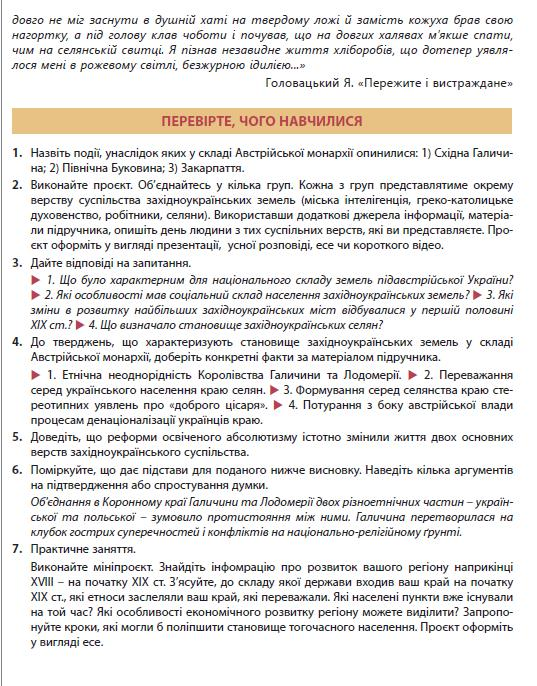 довго не міг заснути в душній хаті на твердому ложі й замість кожуха брав свою
нагортку, а під голову клав чоботи і почував, що на довгих халявах м'якше спати,
чим на селянській свитці. Я пізнав незавидне життя хліборобів, що дотепер уявля-
лося мені в рожевому світлі, безжурною ідилією...»
Головацький Я. «Пережите і вистраждане»
ПЕРЕВІРТЕ, ЧОГО НАВЧИЛИСЯ
1. Назвіть події, унаслідок яких у складі Австрійської монархії опинилися: 1) Східна Галичи-
на; 2) Північна Буковина; 3) Закарпаття.
2. Виконайте проєкт. Об'єднайтесь у кілька груп. Кожна з груп представлятиме окрему
верству суспільства західноукраїнських земель (міська інтелігенція, греко-католицьке
духовенство, робітники, селяни). Використавши додаткові джерела інформації, матеріа-
ли підручника, опишіть день людини з тих суспільних верств, які ви представляєте. Про-
єкт оформіть у вигляді презентації, усної розповіді, есе чи короткого відео.
3. Дайте відповіді на запитання.
▶ 1. Що було характерним для національного складу земель підавстрійської України?
▶ 2. Які особливості мав соціальний склад населення західноукраїнських земель? ▶ 3. Які
зміни в розвитку найбільших західноукраїнських міст відбувалися у першій половині
XIX ст.? ▶ 4. Що визначало становище західноукраїнських селян?
4. До тверджень, що характеризують становище західноукраїнських земель у складі
Австрійської монархії, доберіть конкретні факти за матеріалом підручника.
▶ 1. Етнічна неоднорідність Королівства Галичини та Лодомерії. ▶ 2. Переважання
серед українського населення краю селян. ▶ 3. Формування серед селянства краю сте-
реотипних уявлень про «доброго цісаря». ▶ 4. Потурання з боку австрійської влади
процесам денаціоналізації українців краю.
5. Доведіть, що реформи освіченого абсолютизму істотно змінили життя двох основних
верств західноукраїнського суспільства.
6. Поміркуйте, що дає підстави для поданого нижче висновку. Наведіть кілька аргументів
на підтвердження або спростування думки.
Об'єднання в Коронному краї Галичини та Лодомерії двох різноетнічних частин – україн-
ської та польської – зумовило протистояння між ними. Галичина перетворилася на
клубок гострих суперечностей і конфліктів на національно-релігійному ґрунті.
7. Практичне заняття.
Виконайте мініпроєкт. Знайдіть інфомрацію про розвиток вашого регіону наприкінці
XVIII – на початку XIX ст. З'ясуйте, до складу якої держави входив ваш край на початку
XIX ст., які етноси заселяли ваш край, які переважали. Які населені пункти вже існували
на той час? Які особливості економічного розвитку регіону можете виділити? Запропо-
нуйте кроки, які могли б поліпшити становище тогочасного населення. Проєкт оформіть
у вигляді есе.